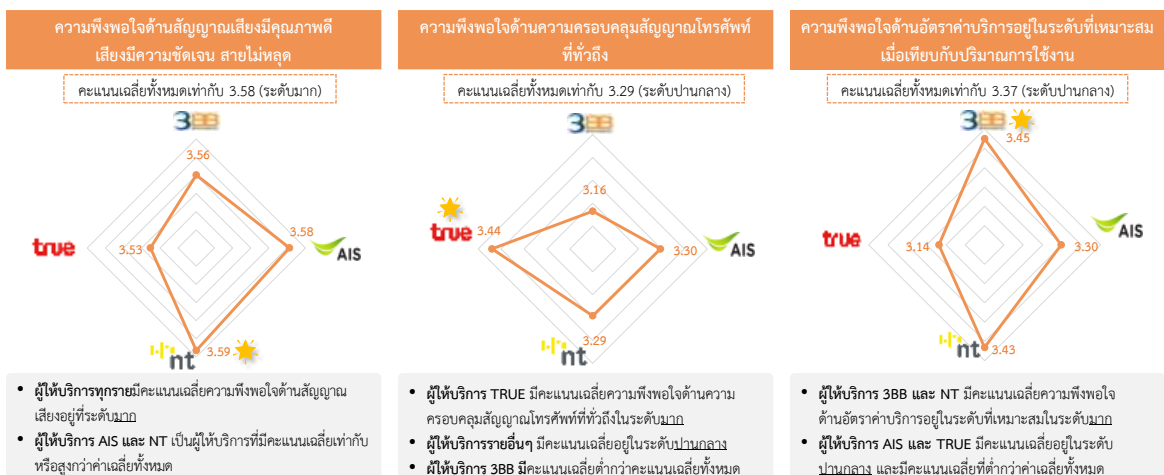 ความพึงพอใจด้านสัญญาณเสียงมีคุณภาพดี
เสียงมีความชัดเจน สายไม่หลุด
คะแนนเฉลี่ยทั้งหมดเท่ากับ 3.58 (ระดับมาก)
3BB
3.56
true
3.53
3.58
AIS
nt
3.59
• ผู้ให้บริการทุกรายมีคะแนนเฉลี่ยความพึงพอใจด้านสัญญาณ
เสียงอยู่ที่ระดับมาก
• ผู้ให้บริการ AIS และ NT เป็นผู้ให้บริการที่มีคะแนนเฉลี่ยเท่ากับ
หรือสูงกว่าค่าเฉลี่ยทั้งหมด
ความพึงพอใจด้านความครอบคลุมสัญญาณโทรศัพท์
ที่ทั่วถึง
คะแนนเฉลี่ยทั้งหมดเท่ากับ 3.29 (ระดับปานกลาง)
3BB
3.16
true
3.44
3.30
AIS
3.29
nt
• ผู้ให้บริการ TRUE มีคะแนนเฉลี่ยความพึงพอใจด้านความ
ครอบคลุมสัญญาณโทรศัพท์ที่ทั่วถึงในระดับมาก
• ผู้ให้บริการรายอื่นๆ มีคะแนนเฉลี่ยอยู่ในระดับปานกลาง
• ผู้ให้บริการ 3BB มีคะแนนเฉลี่ยต่ำกว่าคะแนนเฉลี่ยทั้งหมด
ความพึงพอใจด้านอัตราค่าบริการอยู่ในระดับที่เหมาะสม
เมื่อเทียบกับปริมาณการใช้งาน
คะแนนเฉลี่ยทั้งหมดเท่ากับ 3.37 (ระดับปานกลาง)
3BB
3.45
true
3.14
3.30
AIS
nt
3.43
• ผู้ให้บริการ 3BB และ NT มีคะแนนเฉลี่ยความพึงพอใจ
ด้านอัตราค่าบริการอยู่ในระดับที่เหมาะสมในระดับมาก
• ผู้ให้บริการ AIS และ TRUE มีคะแนนเฉลี่ยอยู่ในระดับ
ปานกลาง และมีคะแนนเฉลี่ยที่ต่ำกว่าค่าเฉลี่ยทั้งหมด